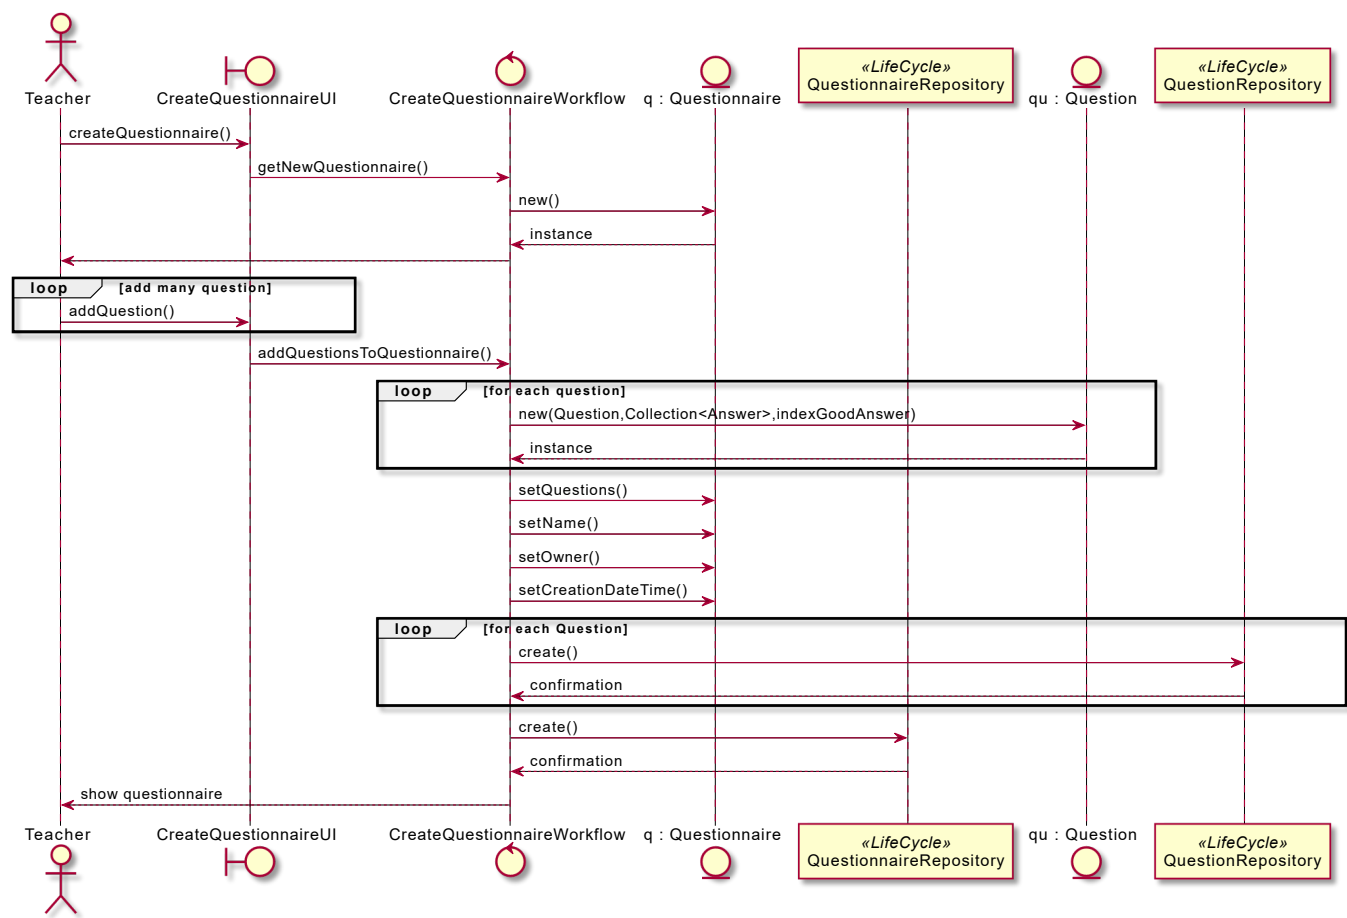 «LifeCycle» «LifeCycle»
QuestionnaireRepository QuestionRepository
Teacher CreateQuestionnaireUI CreateQuestionnaireWorkflow q : Questionnaire qu : Question
createQuestionnaire()
getNewQuestionnaire()
new()
instance
loop [add many question]
addQuestion()
addQuestionsToQuestionnaire()
loop [for each question]
new(Question,Collection<Answer>,indexGoodAnswer)
instance
setQuestions()
setName()
setOwner()
setCreationDateTime()
loop [for each Question]
create()
confirmation
create()
confirmation
show questionnaire
Teacher CreateQuestionnaireUI CreateQuestionnaireWorkflow q : Questionnaire qu : Question
«LifeCycle» «LifeCycle»
QuestionnaireRepository QuestionRepository